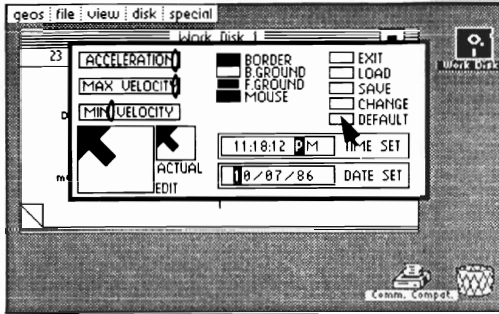 geos file view disk special
Work Disk 1
23
ACCELERATION
MAX VELOCITY
MIN VELOCITY
BORDER
B.GROUND
F.GROUND
MOUSE
EXIT
LOAD
SAVE
CHANGE
DEFAULT
Work Disk
ACTUAL
EDIT
11:18:12 PM TIME SET
10/07/86 DATE SET
Comm. Compat.